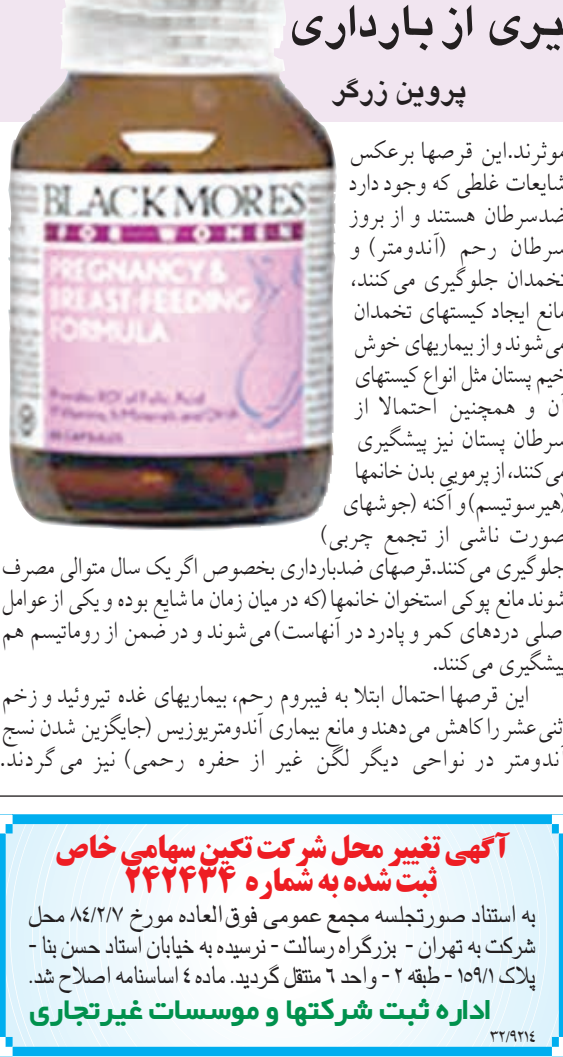 یری از بارداری
پروین زرگر
موثرند.این قرصها برعکس
شایعات غلطی که وجود دارد
ضدسرطان هستند و از بروز
سرطان رحم (آندومتر) و
تخمدان جلوگیری می‌کنند،
مانع ایجاد کیستهای تخمدان
می‌شوند و از بیماریهای خوش
خیم پستان مثل انواع کیستهای
آن و همچنین احتمالا از
سرطان پستان نیز پیشگیری
می‌کنند، از پرمویی بدن خانمها
(هیرسوتیسم) و آکنه (جوشهای
صورت ناشی از تجمع چربی)
جلوگیری می‌کنند.قرصهای ضدبارداری بخصوص اگر یک سال متوالی مصرف
شوند مانع پوکی استخوان خانمها (که در میان زمان ما شایع بوده و یکی از عوامل
اصلی دردهای کمر و پادرد در آنهاست) می‌شوند و در ضمن از روماتیسم هم
پیشگیری می‌کنند.
این قرصها احتمال ابتلا به فیبروم رحم، بیماریهای غده تیروئید و زخم
اثنی‌عشر را کاهش می‌دهند و مانع بیماری آندومتریوزیس (جایگزین شدن نسج
آندومتر در نواحی دیگر لگن غیر از حفره رحمی) نیز می‌گردند.
BLACKMORES
FOR WOMEN
PREGNANCY &
BREAST-FEEDING
FORMULA
Provides RDI of Folic Acid
آگهی تغییر محل شرکت تکین سهامی خاص
ثبت شده به شماره ۲۴۲۴۳۴
به استناد صورتجلسه مجمع عمومی فوق‌العاده مورخ ۸٤/۲/۷ محل
شرکت به تهران - بزرگراه رسالت - نرسیده به خیابان استاد حسن بنا -
پلاک ۱۵۹/۱ - طبقه ۲ - واحد ٦ منتقل گردید. ماده ٤ اساسنامه اصلاح شد.
اداره ثبت شرکتها و موسسات غیرتجاری
۳۲/۹۲۱٤